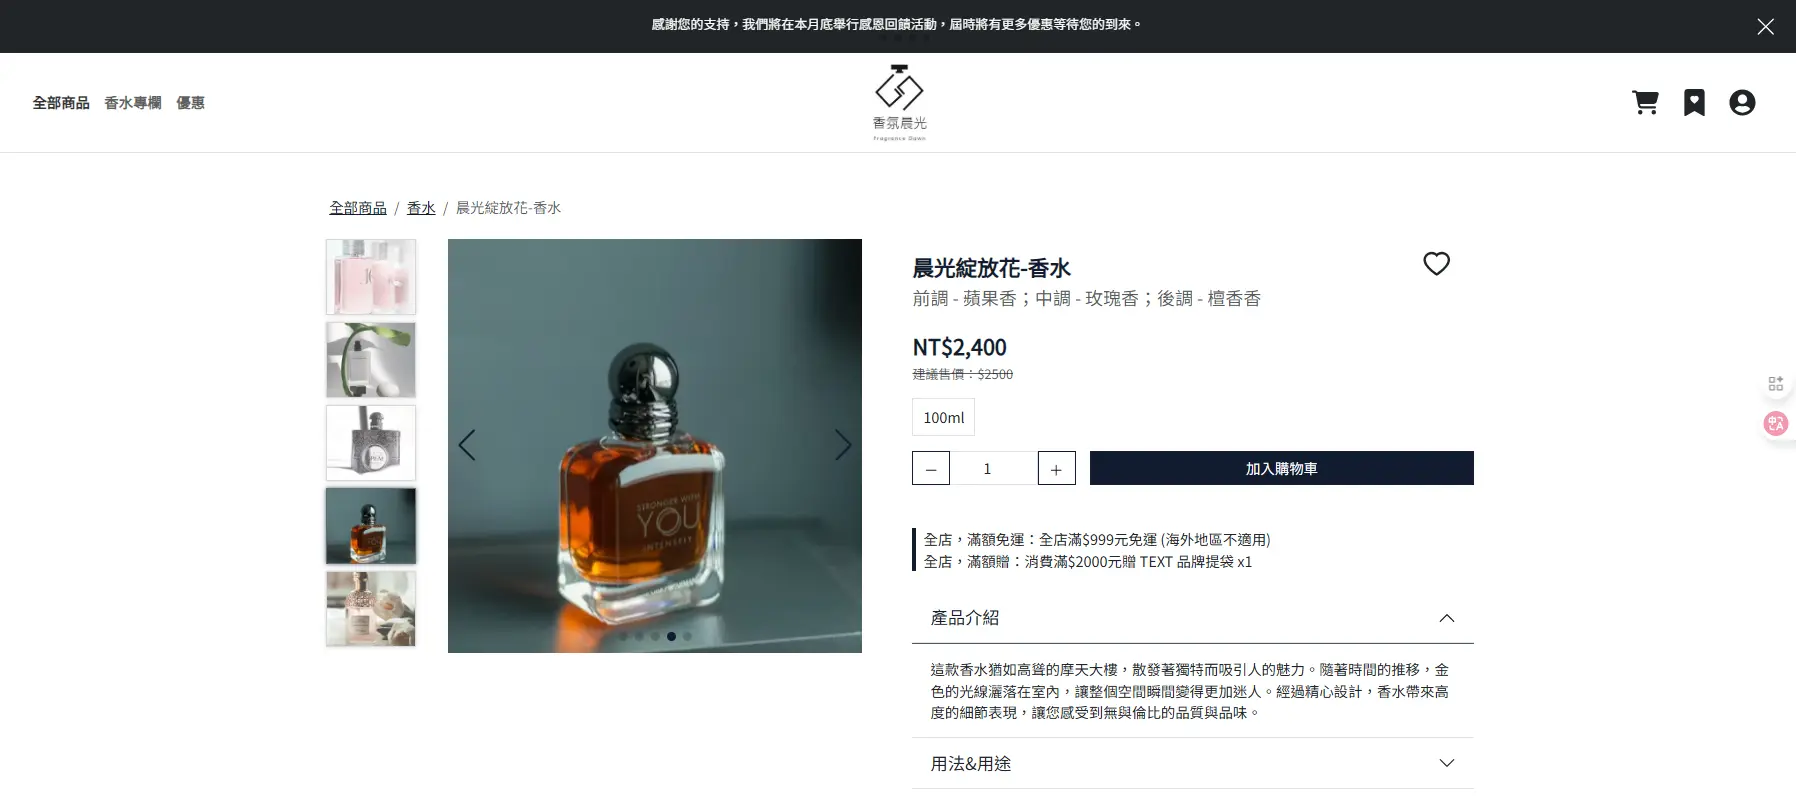 感謝您的支持，我們將在本月底舉行感恩回饋活動，屆時將有更多優惠等待您的到來。
全部商品 香水專欄 優惠
香氛晨光
Fragrance Dawn
全部商品 / 香水 / 晨光綻放花-香水
晨光綻放花-香水
前調 - 蘋果香；中調 - 玫瑰香；後調 - 檀香香
NT$2,400
建議售價：$2500
100ml
1
加入購物車
STRONGER WITH
YOU
INTENSELY
全店，滿額免運：全店滿$999元免運 (海外地區不適用)
全店，滿額贈：消費滿$2000元贈 TEXT 品牌提袋 x1
產品介紹
這款香水猶如高聳的摩天大樓，散發著獨特而吸引人的魅力。隨著時間的推移，金
色的光線灑落在室內，讓整個空間瞬間變得更加迷人。經過精心設計，香水帶來高
度的細節表現，讓您感受到無與倫比的品質與品味。
用法&用途